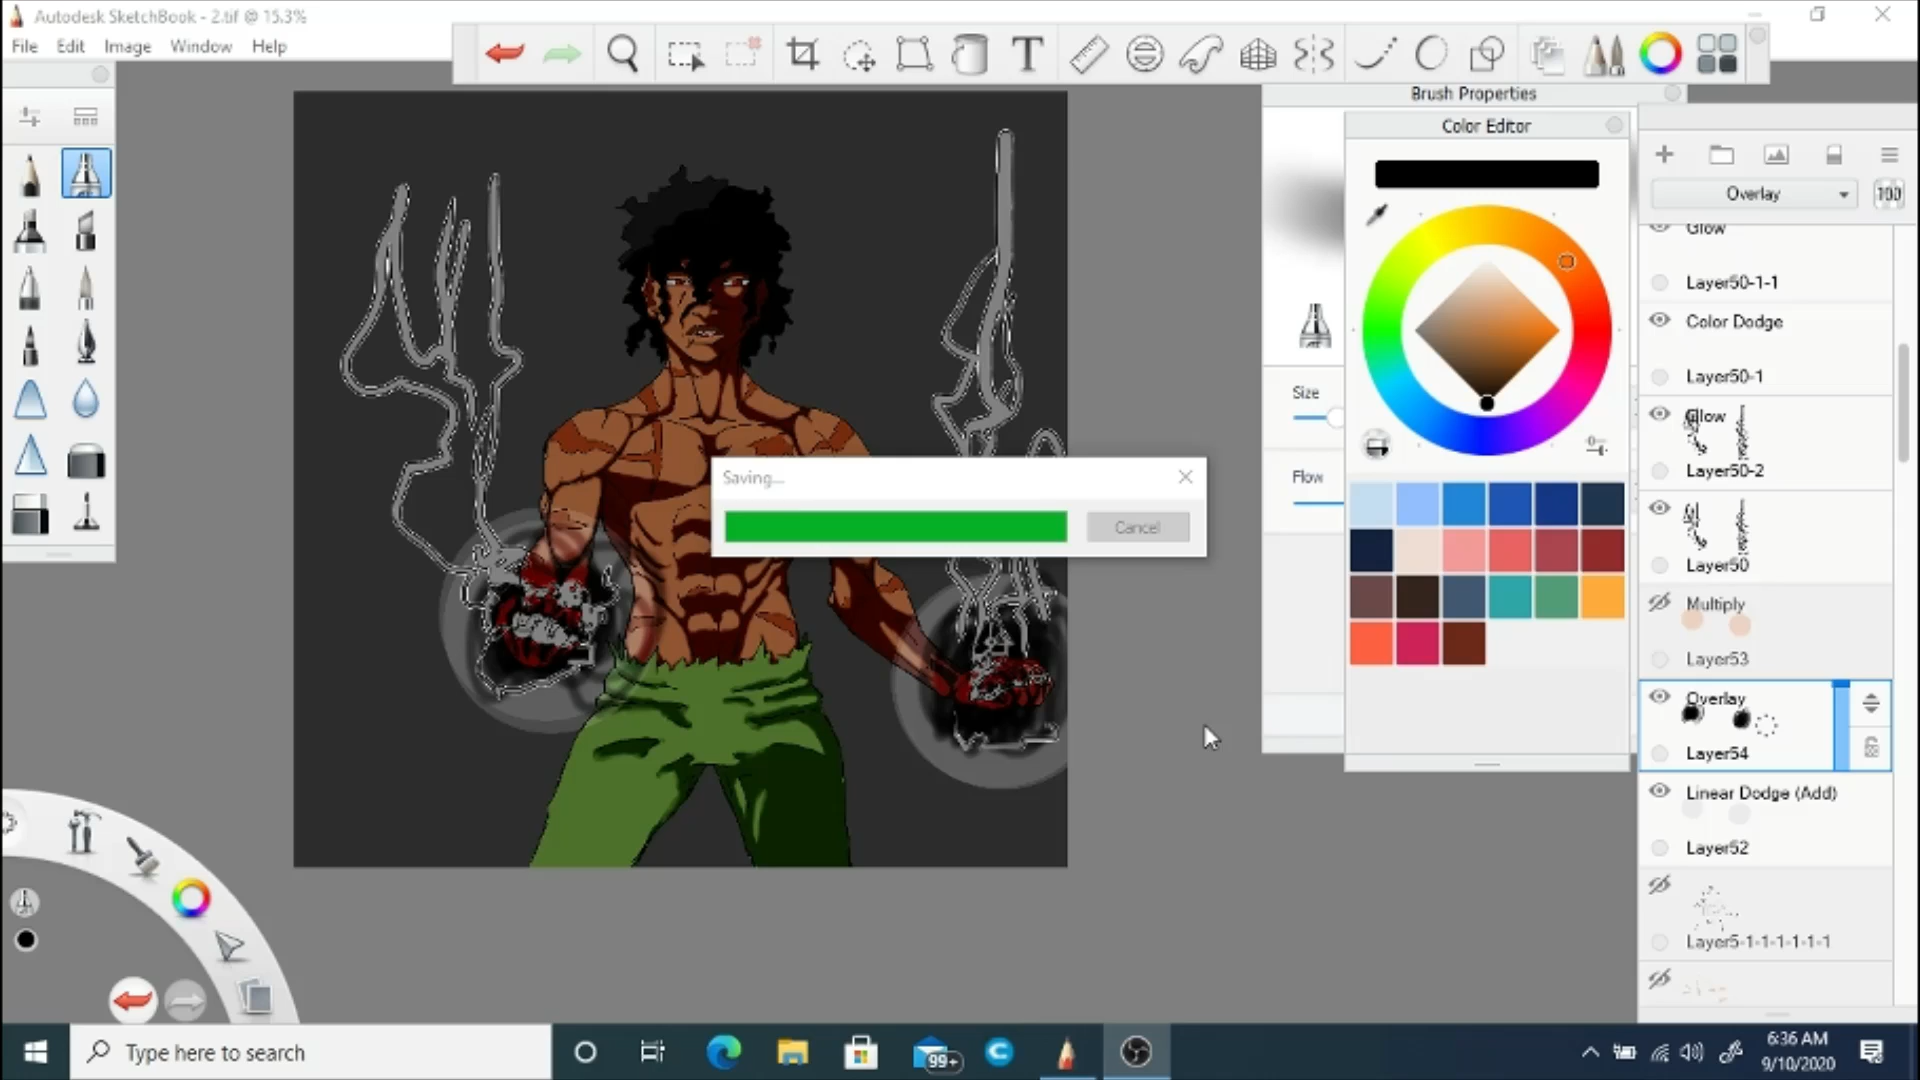 Autodesk SketchBook - 2.tif @ 15.3%
File Edit Image Window Help
T
Brush Properties
Color Editor
Size
Flow
Overlay 100
Glow
Layer50-1-1
Color Dodge
Layer50-1
Glow
Layer50-2
Layer50
Multiply
Layer53
Overlay
Layer54
Linear Dodge (Add)
Layer52
Layer5-1-1-1-1-1-1
Saving...
Cancel
Type here to search
99+
6:36 AM
9/10/2020